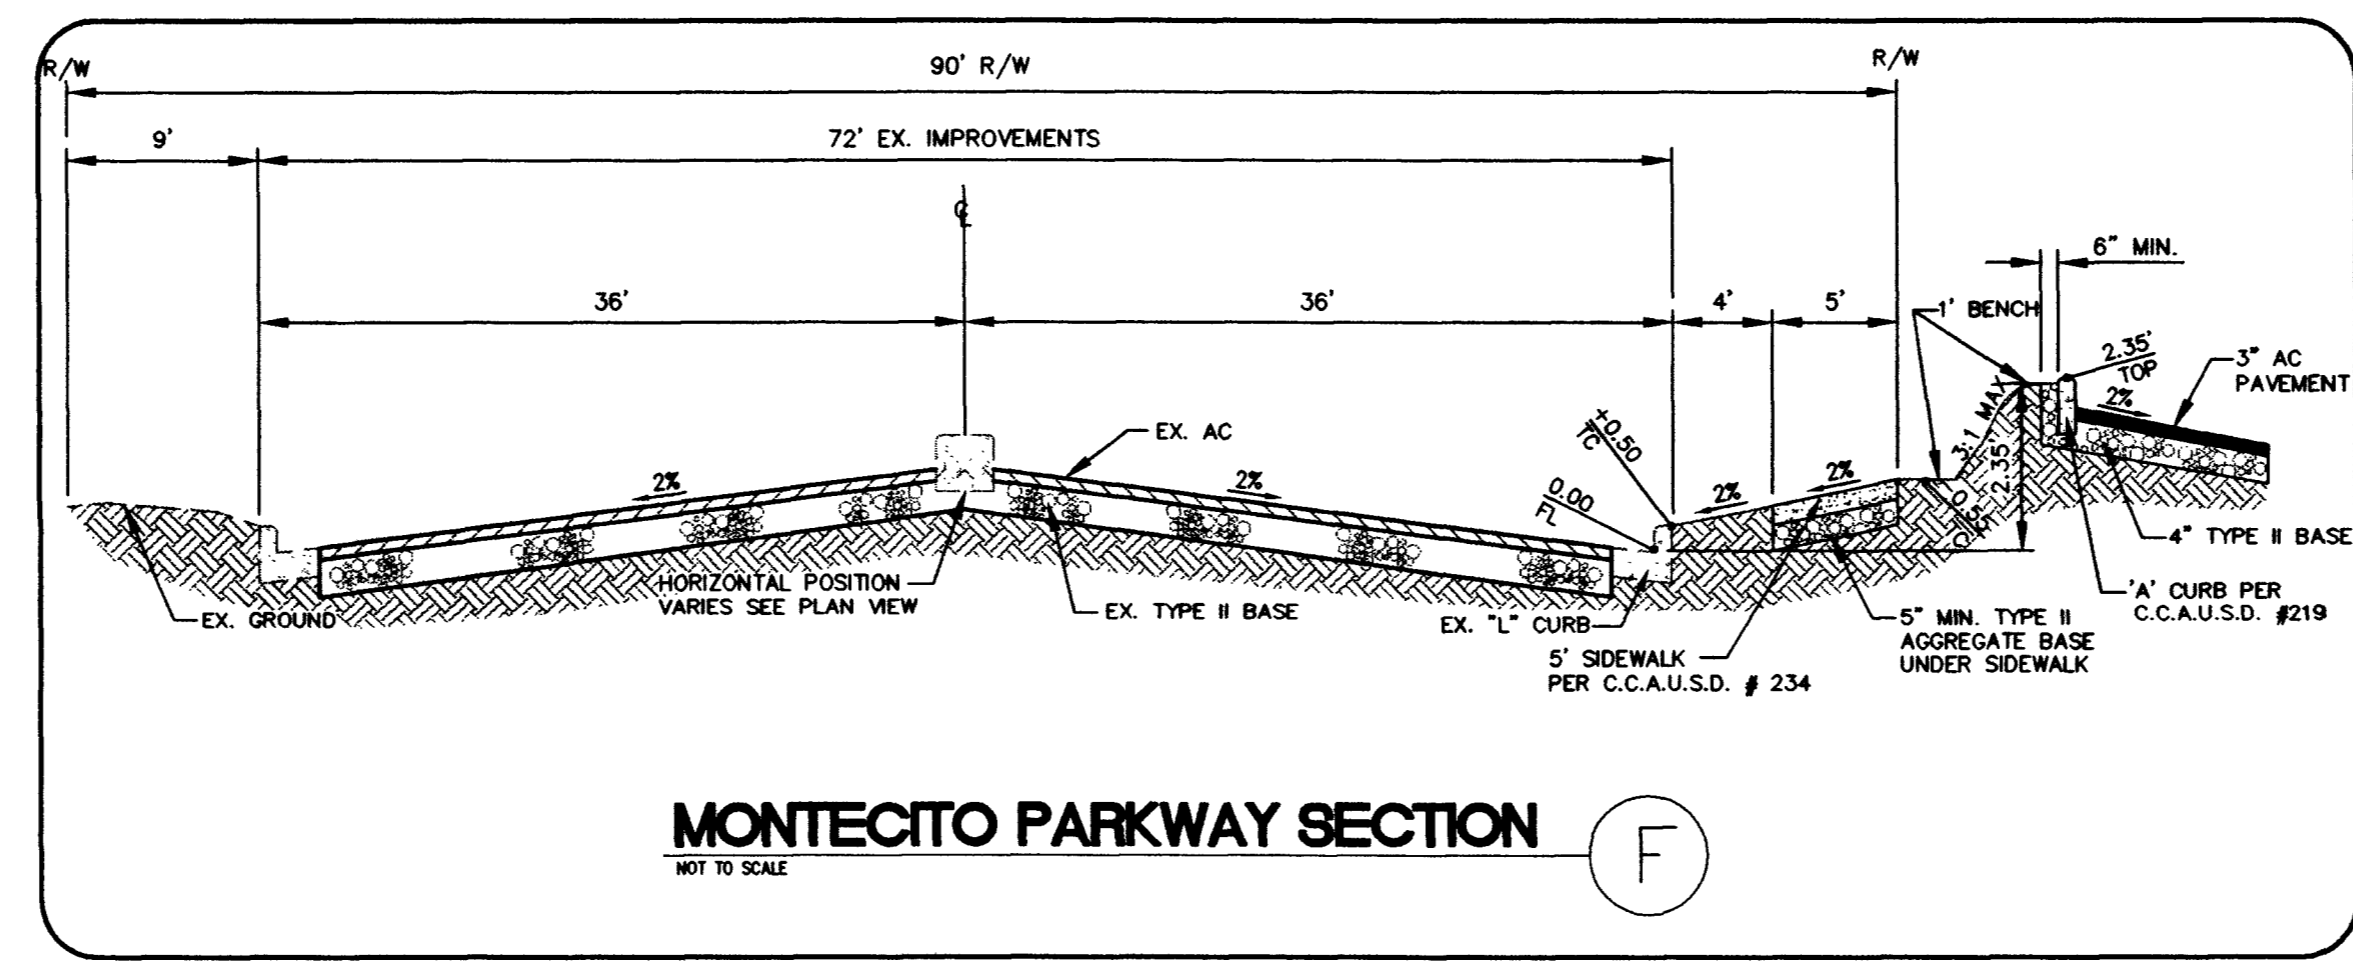 R/W
90' R/W
R/W
9'
72' EX. IMPROVEMENTS
℄
6" MIN.
36'
36'
4'
5'
1' BENCH
2.35'
TOP
3" AC
PAVEMENT
2%
3:1 MAX
2.35'
+0.50
TC
EX. AC
2%
2%
2%
2%
0.00
FL
4" TYPE II BASE
HORIZONTAL POSITION
VARIES SEE PLAN VIEW
EX. GROUND
EX. TYPE II BASE
EX. "L" CURB
'A' CURB PER
C.C.A.U.S.D. #219
5" MIN. TYPE II
AGGREGATE BASE
UNDER SIDEWALK
5' SIDEWALK
PER C.C.A.U.S.D. # 234
MONTECITO PARKWAY SECTION
F
NOT TO SCALE